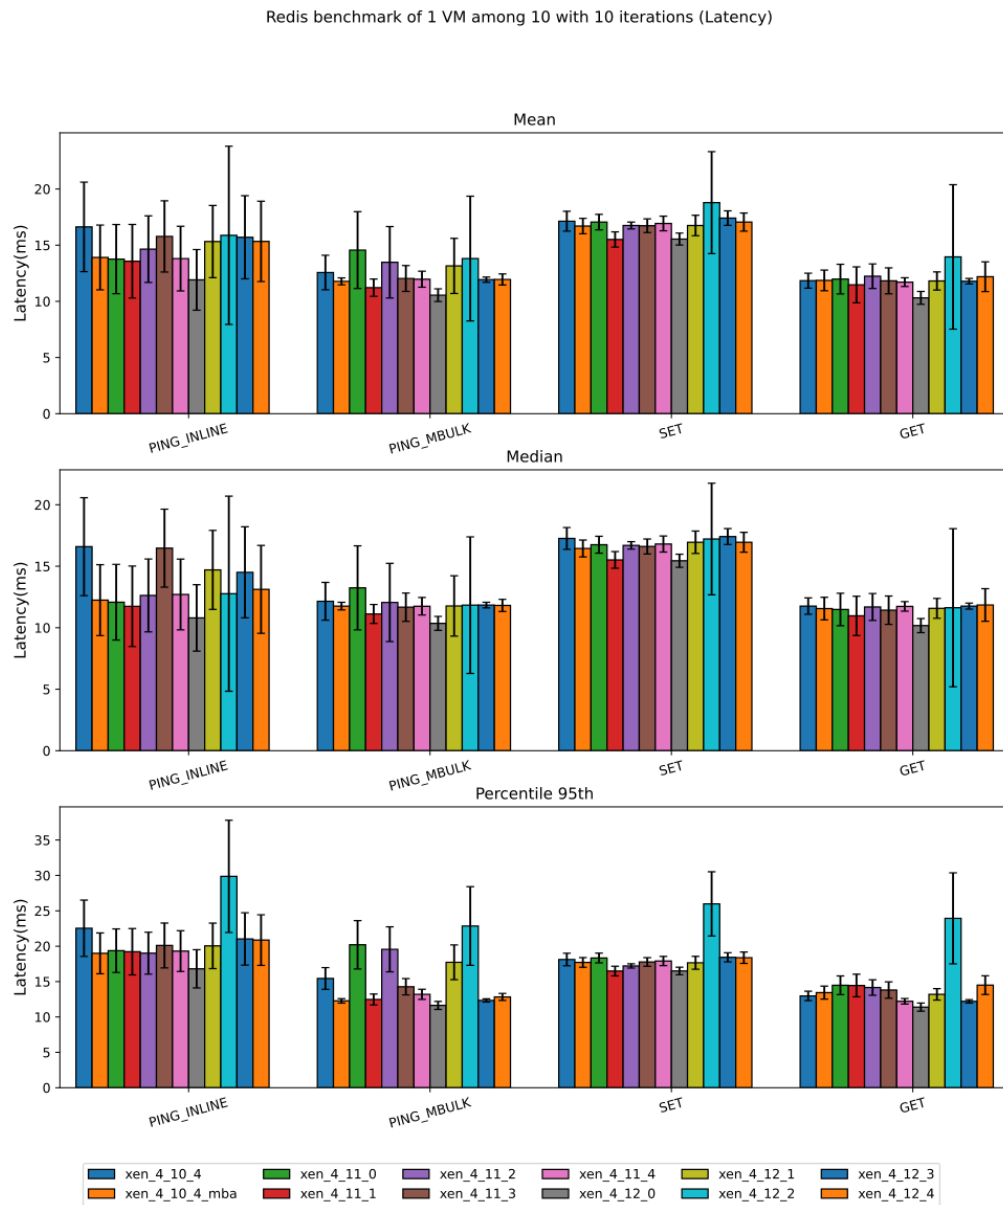 Redis benchmark of 1 VM among 10 with 10 iterations (Latency)
Mean
Latency(ms)
20
15
10
5
0
PING_INLINE PING_MBULK SET GET
Median
Latency(ms)
20
15
10
5
0
PING_INLINE PING_MBULK SET GET
Percentile 95th
Latency(ms)
35
30
25
20
15
10
5
0
PING_INLINE PING_MBULK SET GET
xen_4_10_4 xen_4_11_0 xen_4_11_2 xen_4_11_4 xen_4_12_1 xen_4_12_3
xen_4_10_4_mba xen_4_11_1 xen_4_11_3 xen_4_12_0 xen_4_12_2 xen_4_12_4